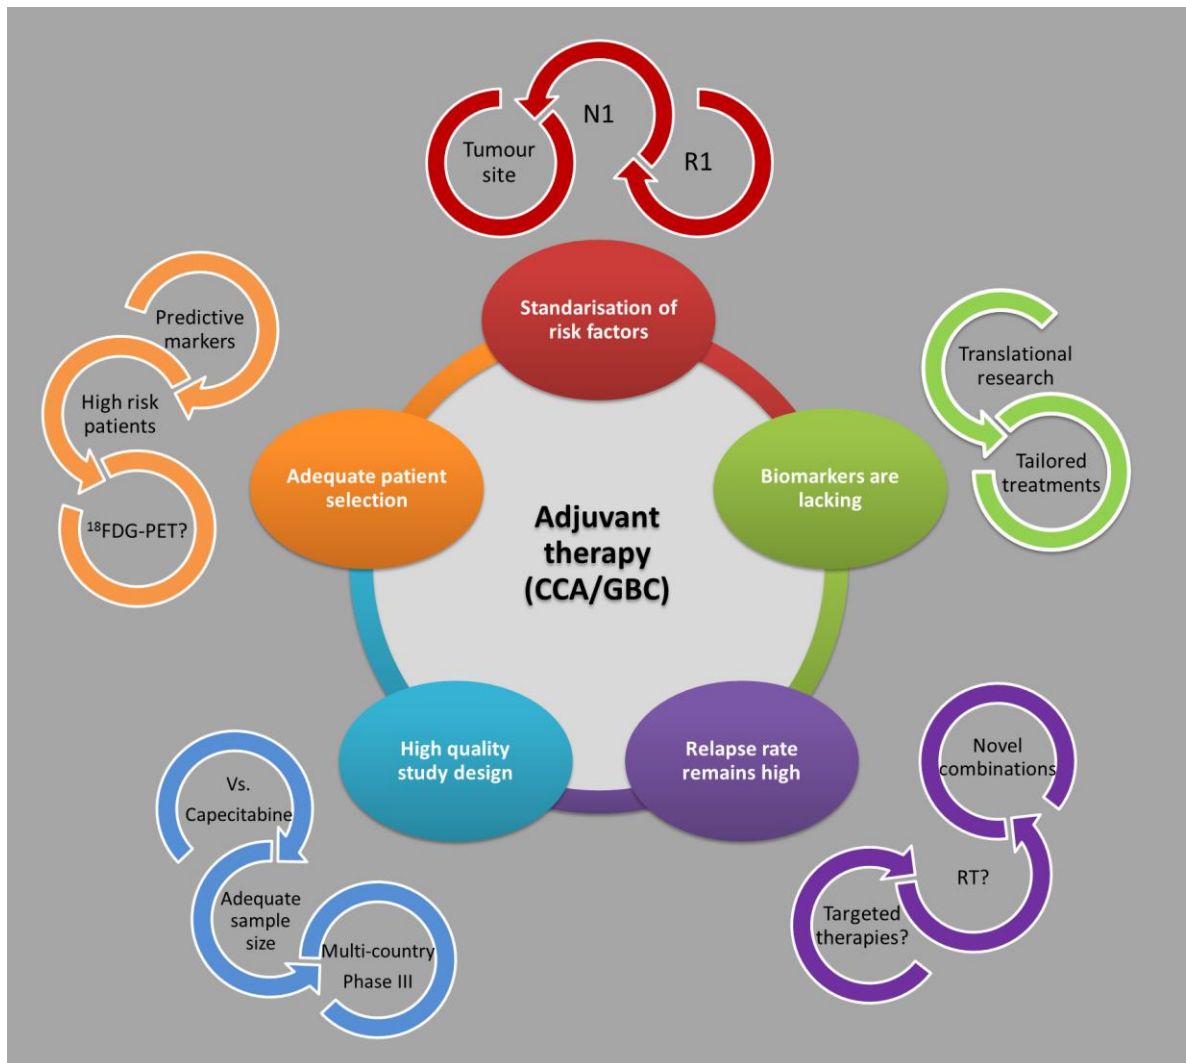 N1
R1
Tumour
site
Standarisation of
risk factors
Predictive
markers
High risk
patients
¹⁸FDG-PET?
Adequate patient
selection
Translational
research
Tailored
treatments
Biomarkers are
lacking
Adjuvant
therapy
(CCA/GBC)
High quality
study design
Relapse rate
remains high
Vs.
Capecitabine
Adequate
sample
size
Multi-country
Phase III
Novel
combinations
RT?
Targeted
therapies?